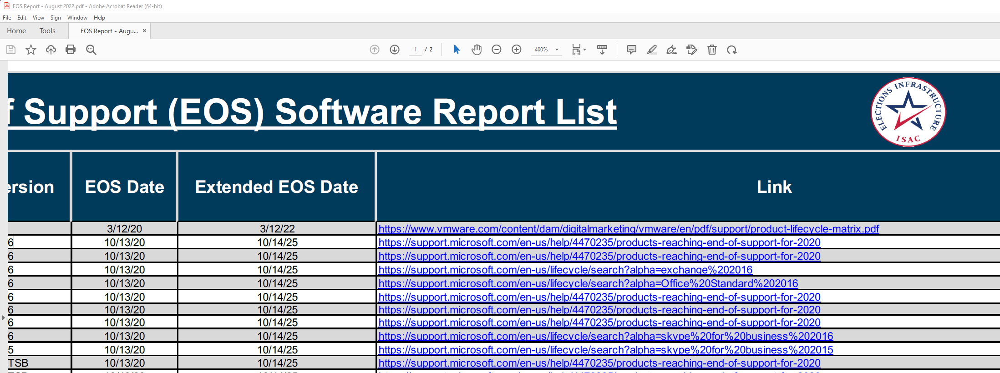 EOS Report - August 2022.pdf - Adobe Acrobat Reader (64-bit)
File Edit View Sign Window Help
Home Tools EOS Report - Augu... ×
1 / 2 400%
f Support (EOS) Software Report List
ELECTIONS INFRASTRUCTURE
ISAC
ersion EOS Date Extended EOS Date Link
3/12/20 3/12/22 https://www.vmware.com/content/dam/digitalmarketing/vmware/en/pdf/support/product-lifecycle-matrix.pdf
6 10/13/20 10/14/25 https://support.microsoft.com/en-us/help/4470235/products-reaching-end-of-support-for-2020
6 10/13/20 10/14/25 https://support.microsoft.com/en-us/help/4470235/products-reaching-end-of-support-for-2020
6 10/13/20 10/14/25 https://support.microsoft.com/en-us/lifecycle/search?alpha=exchange%202016
6 10/13/20 10/14/25 https://support.microsoft.com/en-us/lifecycle/search?alpha=Office%20Standard%202016
6 10/13/20 10/14/25 https://support.microsoft.com/en-us/help/4470235/products-reaching-end-of-support-for-2020
6 10/13/20 10/14/25 https://support.microsoft.com/en-us/help/4470235/products-reaching-end-of-support-for-2020
6 10/13/20 10/14/25 https://support.microsoft.com/en-us/help/4470235/products-reaching-end-of-support-for-2020
6 10/13/20 10/14/25 https://support.microsoft.com/en-us/lifecycle/search?alpha=skype%20for%20business%202016
5 10/13/20 10/14/25 https://support.microsoft.com/en-us/lifecycle/search?alpha=skype%20for%20business%202015
TSB 10/13/20 10/14/25 https://support.microsoft.com/en-us/help/4470235/products-reaching-end-of-support-for-2020